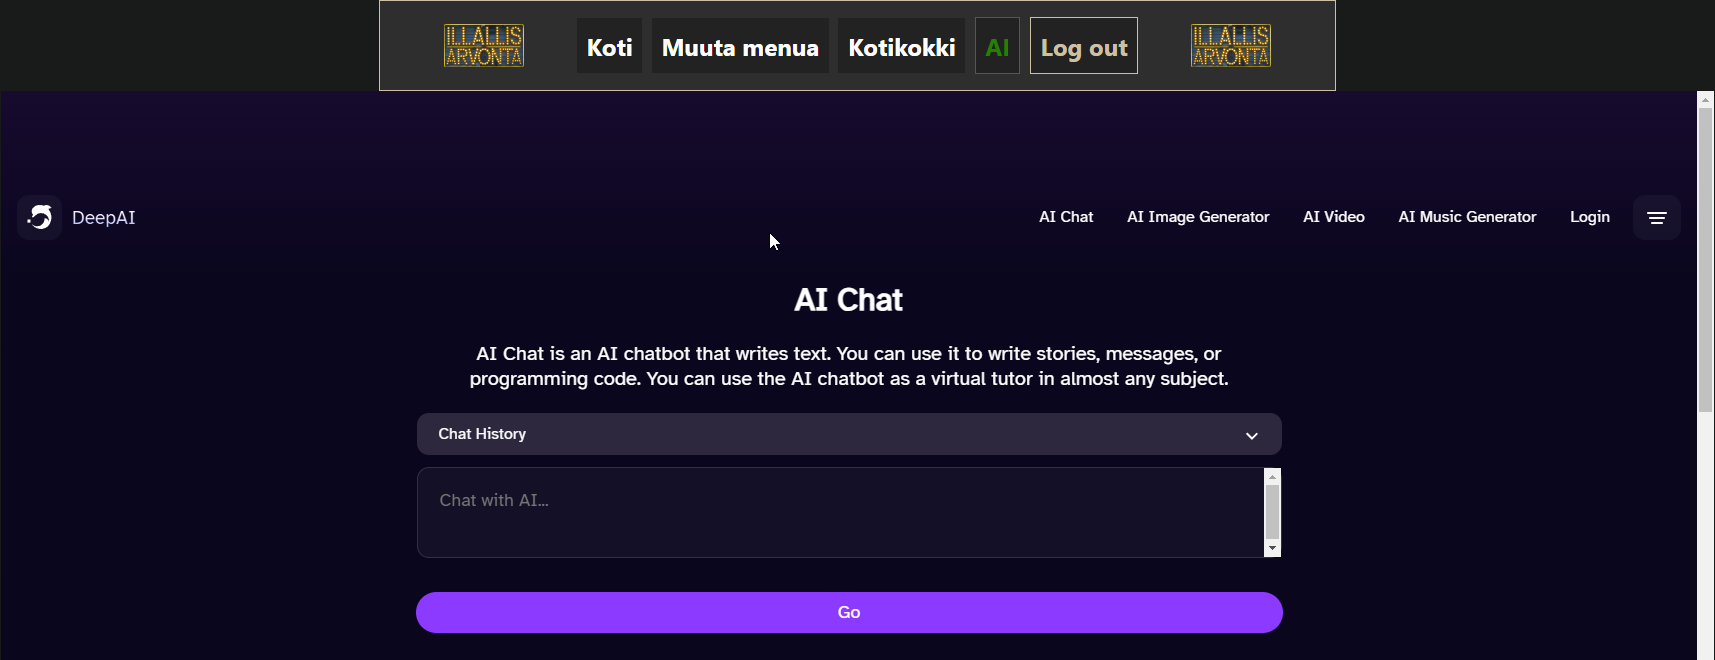 ILLALLIS
ARVONTA
Koti
Muuta menua
Kotikokki
AI
Log out
ILLALLIS
ARVONTA
DeepAI
AI Chat
AI Image Generator
AI Video
AI Music Generator
Login
AI Chat
AI Chat is an AI chatbot that writes text. You can use it to write stories, messages, or
programming code. You can use the AI chatbot as a virtual tutor in almost any subject.
Chat History
Chat with AI...
Go